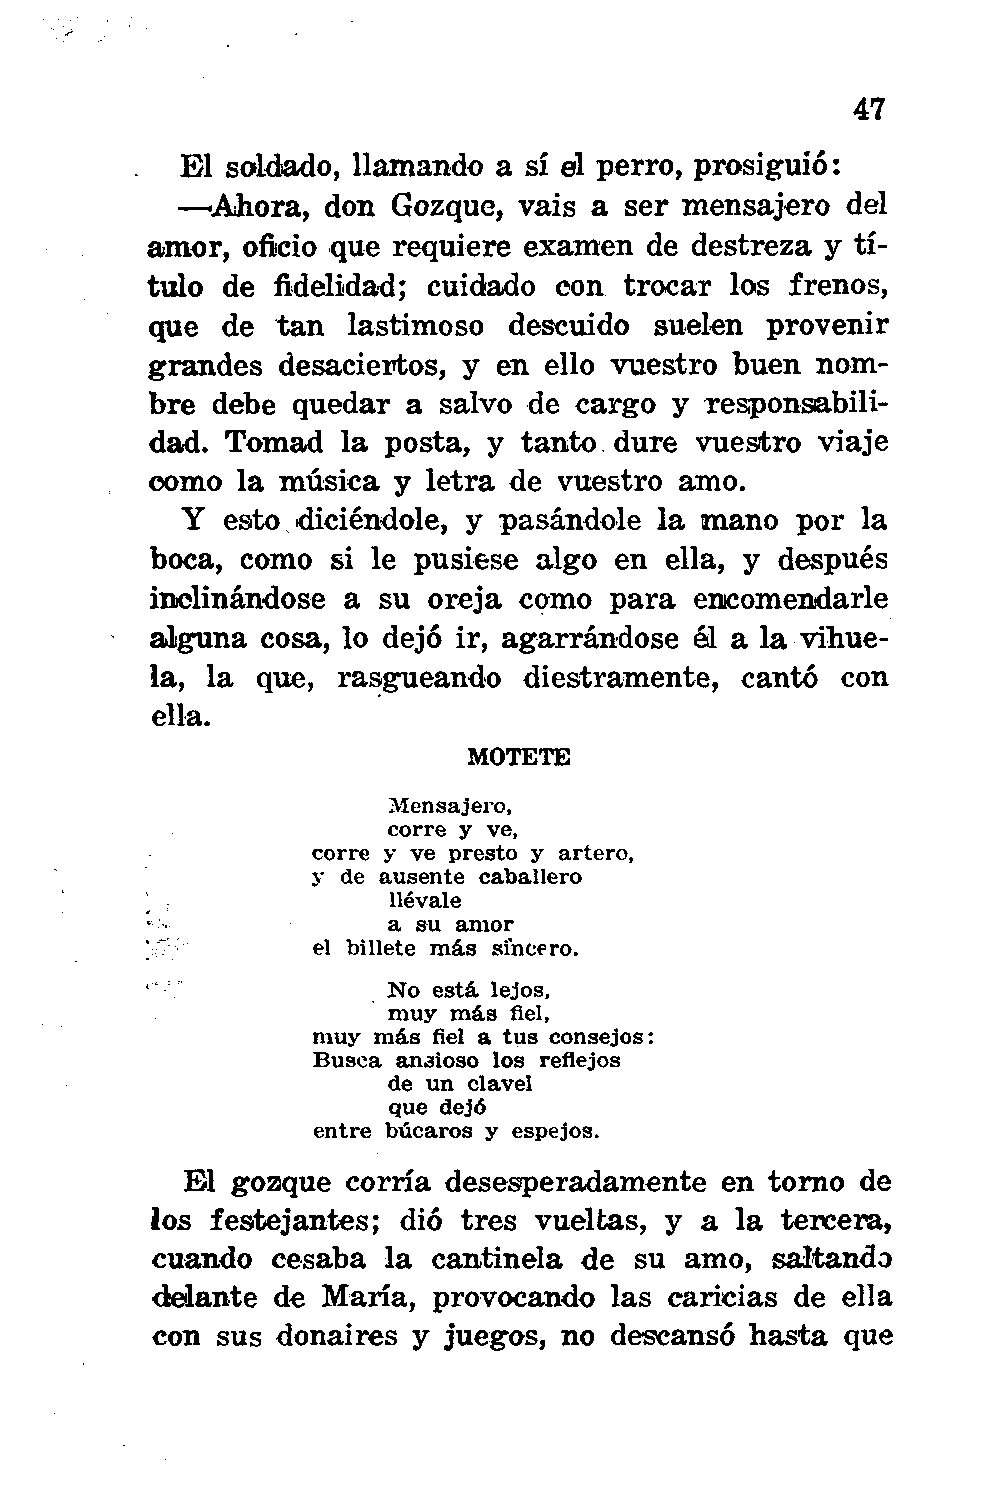 47
El soldado, llamando a sí el perro, prosiguió:
—Ahora, don Gozque, vais a ser mensajero del
amor, oficio que requiere examen de destreza y tí-
tulo de fidelidad; cuidado con trocar los frenos,
que de tan lastimoso descuido suelen provenir
grandes desaciertos, y en ello vuestro buen nom-
bre debe quedar a salvo de cargo y responsabili-
dad. Tomad la posta, y tanto dure vuestro viaje
como la música y letra de vuestro amo.
Y esto diciéndole, y pasándole la mano por la
boca, como si le pusiese algo en ella, y después
inclinándose a su oreja como para encomendarle
alguna cosa, lo dejó ir, agarrándose él a la vihue-
la, la que, rasgueando diestramente, cantó con
ella.
MOTETE
Mensajero,
corre y ve,
corre y ve presto y artero,
y de ausente caballero
llévale
a su amor
el billete más sincero.
No está lejos,
muy más fiel,
muy más fiel a tus consejos:
Busca ansioso los reflejos
de un clavel
que dejó
entre búcaros y espejos.
El gozque corría desesperadamente en torno de
los festejantes; dió tres vueltas, y a la tercera,
cuando cesaba la cantinela de su amo, saltando
delante de María, provocando las caricias de ella
con sus donaires y juegos, no descansó hasta que